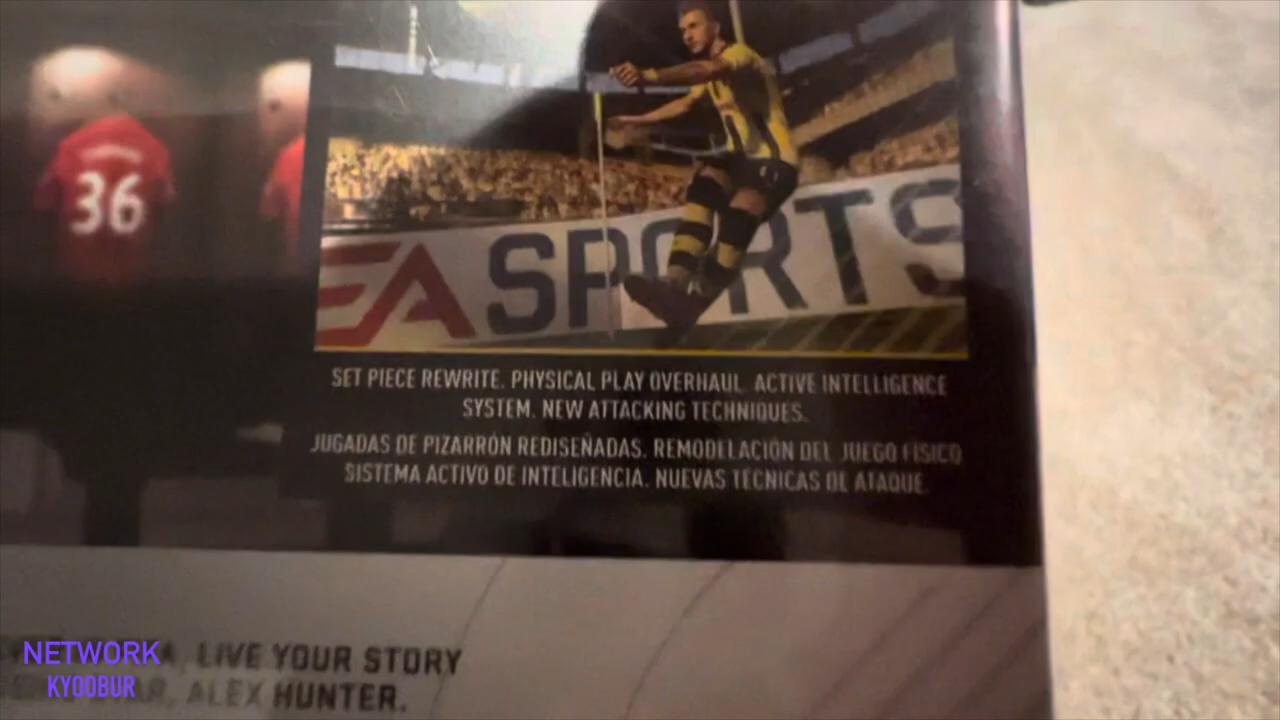 36
EA SPORTS
SET PIECE REWRITE. PHYSICAL PLAY OVERHAUL. ACTIVE INTELLIGENCE
SYSTEM. NEW ATTACKING TECHNIQUES.
JUGADAS DE PIZARRÓN REDISEÑADAS. REMODELACIÓN DEL JUEGO FÍSICO
SISTEMA ACTIVO DE INTELIGENCIA. NUEVAS TÉCNICAS DE ATAQUE.
LIVE YOUR STORY
ALEX HUNTER.
NETWORK
KYOOBUR